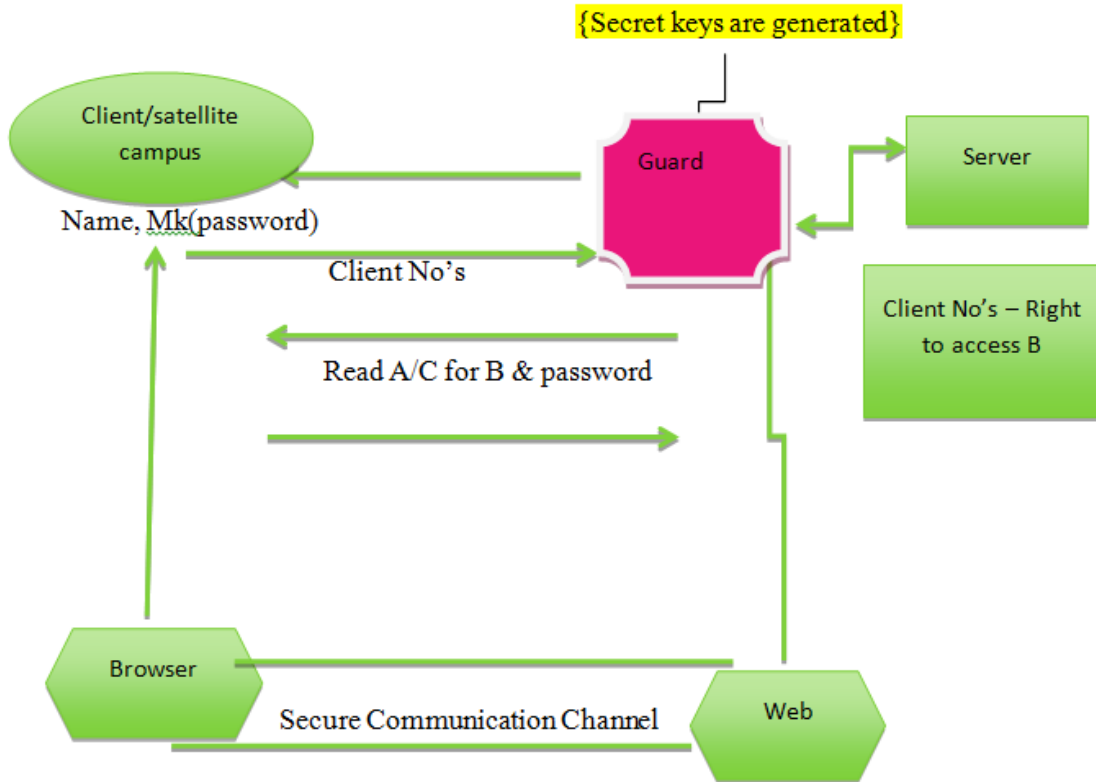 {Secret keys are generated}
Client/satellite
campus
Guard
Server
Name, Mk(password)
Client No’s
Client No’s – Right
to access B
Read A/C for B & password
Browser
Secure Communication Channel
Web